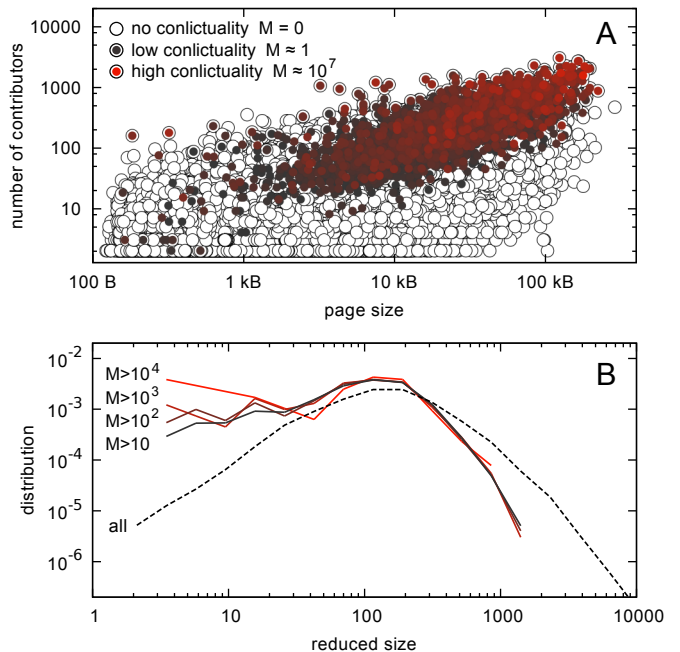 A
no conlictuality M = 0
low conlictuality M ≈ 1
high conlictuality M ≈ 10^7
number of contributors
1000
100
10
100 B 1 kB 10 kB 100 kB
page size
B
10^-2
10^-3
10^-4
10^-5
10^-6
M>10^4
M>10^3
M>10^2
M>10
all
distribution
1 10 100 1000 10000
reduced size